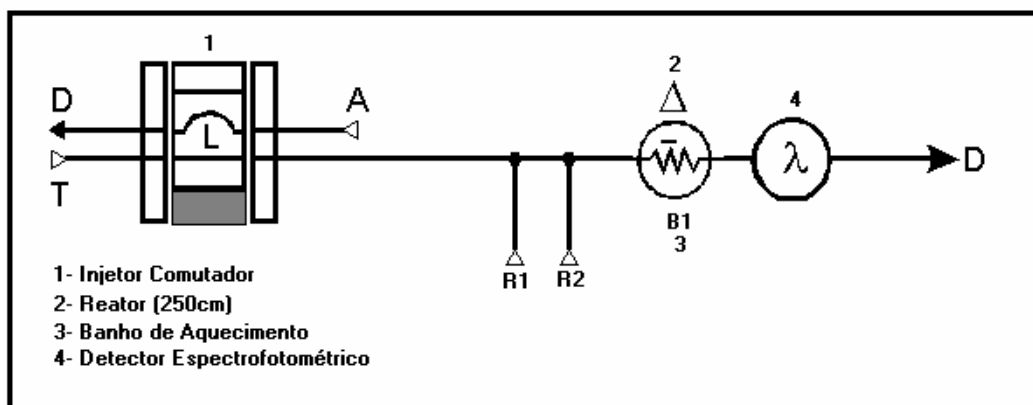 1
D
A
L
T
2
Δ
4
λ
D
B1
3
R1
R2
1- Injetor Comutador
2- Reator (250cm)
3- Banho de Aquecimento
4- Detector Espectrofotométrico